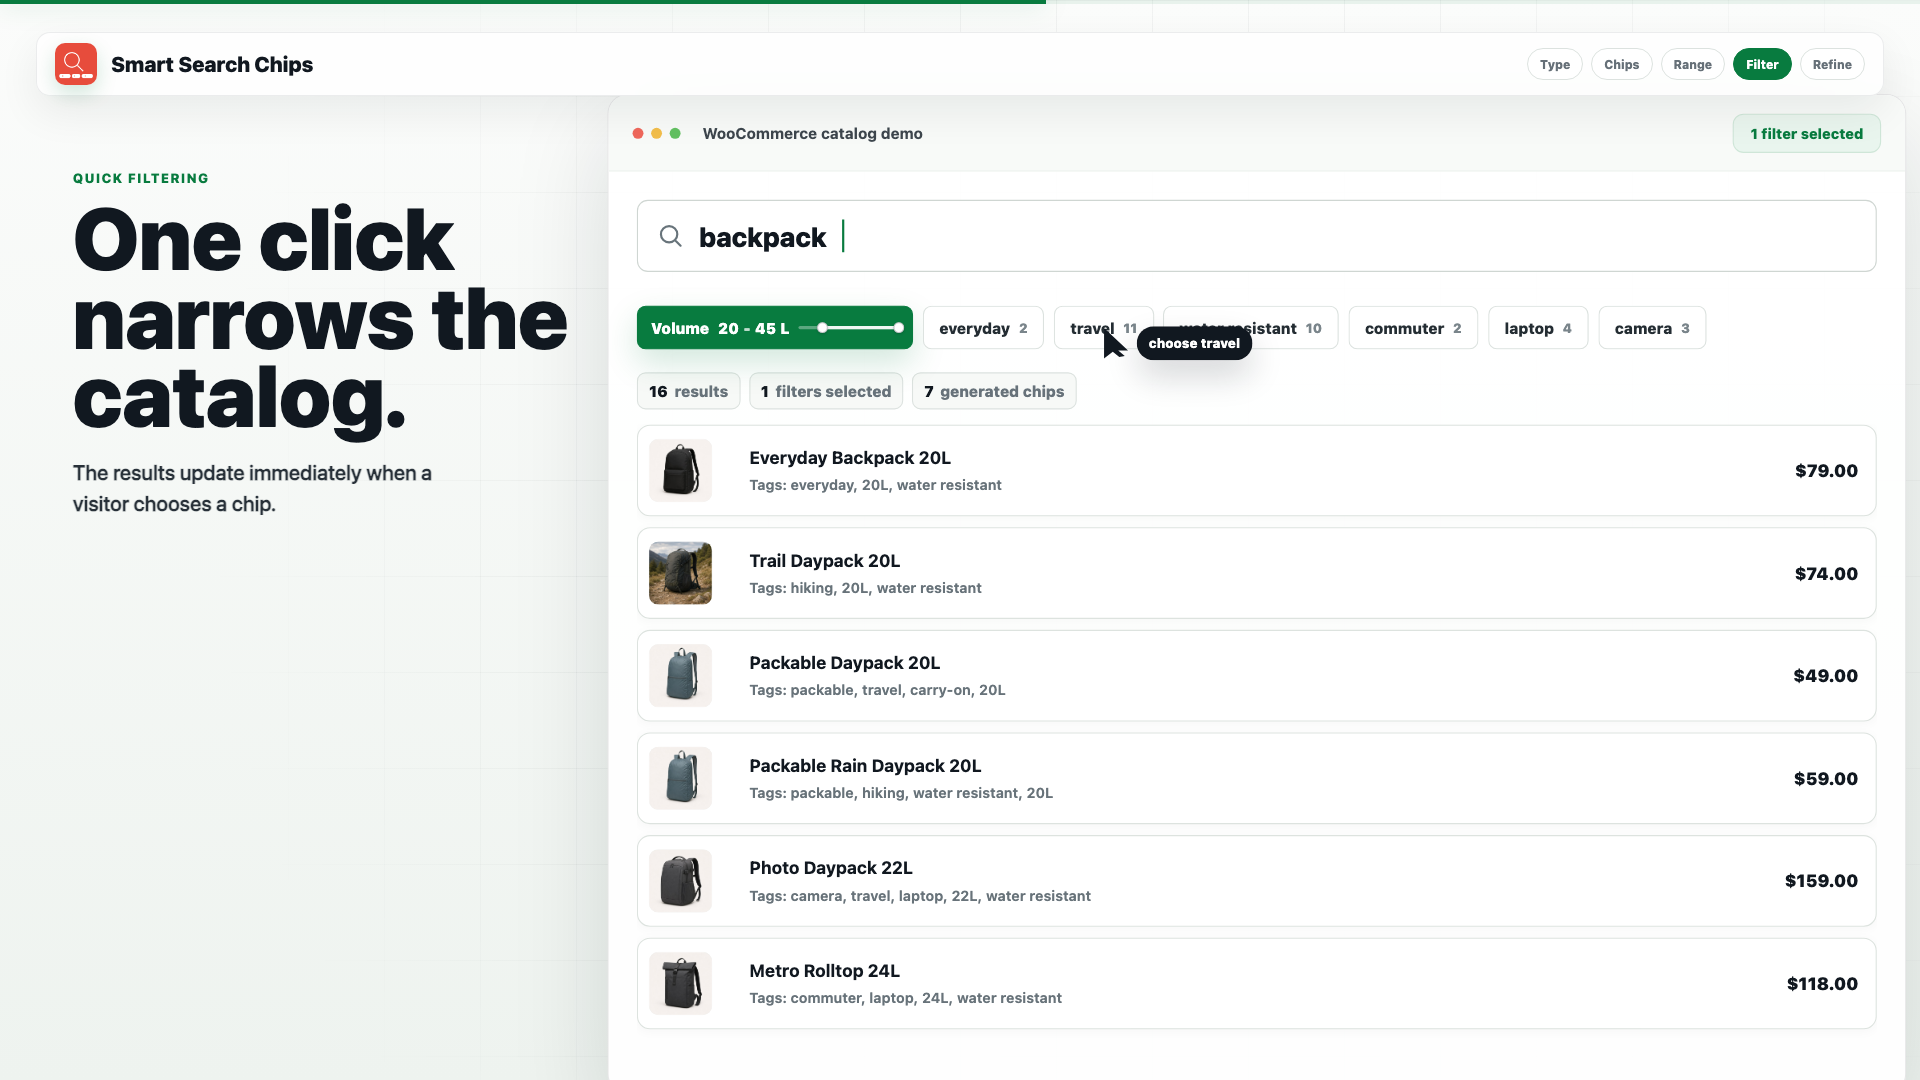 Smart Search Chips
Type
Chips
Range
Filter
Refine
QUICK FILTERING
One click
narrows the
catalog.
The results update immediately when a
visitor chooses a chip.
WooCommerce catalog demo
1 filter selected
backpack
Volume 20 - 45 L
everyday 2
travel 11
resistant 10
commuter 2
laptop 4
camera 3
choose travel
16 results
1 filters selected
7 generated chips
Everyday Backpack 20L
Tags: everyday, 20L, water resistant
$79.00
Trail Daypack 20L
Tags: hiking, 20L, water resistant
$74.00
Packable Daypack 20L
Tags: packable, travel, carry-on, 20L
$49.00
Packable Rain Daypack 20L
Tags: packable, hiking, water resistant, 20L
$59.00
Photo Daypack 22L
Tags: camera, travel, laptop, 22L, water resistant
$159.00
Metro Rolltop 24L
Tags: commuter, laptop, 24L, water resistant
$118.00